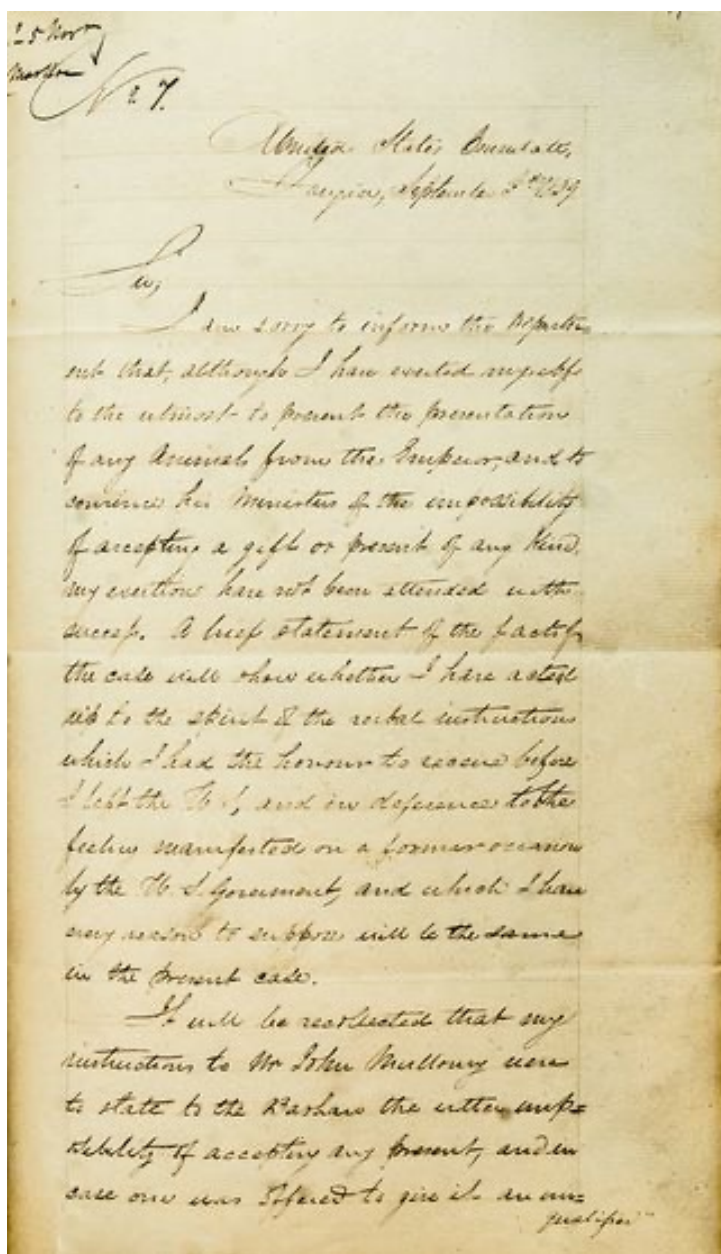 25 Nov
No 7.
United States Consulate,
Tangier, September 3d 1839
Sir,
I am sorry to inform the Departm=
ent that, although I have exerted myself
to the utmost to prevent the presentation
of any Animals from the Emperor, and to
convince his Ministers of the impossibility
of accepting a gift or present of any kind,
my exertions have not been attended with
success. A brief statement of the facts of
the case will show whether I have acted
up to the spirit of the verbal instructions
which I had the honour to receive before
I left the U. S, and in deference to the
feeling manifested on a former occasion
by the U. S. Government, and which I have
every reason to suppose will be the same
in the present case.
It will be recollected that my
instructions to Mr John Mullowny were
to state to the Bashaw the utter imp=
ossibility of accepting any present, and in
case one was offered to give it an un=
qualified